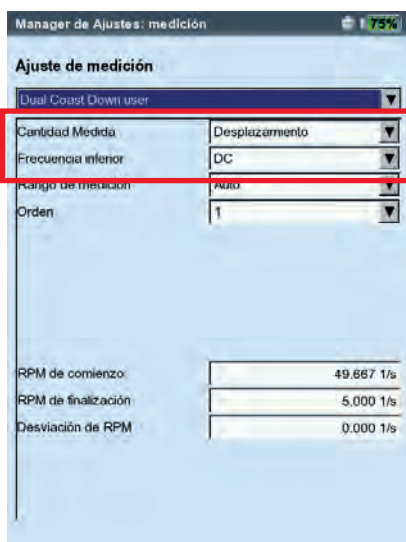 Manager de Ajustes: medición 75%
Ajuste de medición
Dual Coast Down user
Cantidad Medida Desplazamiento
Frecuencia inferior DC
Rango de medición Auto
Orden 1
RPM de comienzo 49.667 1/s
RPM de finalización 5.000 1/s
Desviación de RPM 0.000 1/s